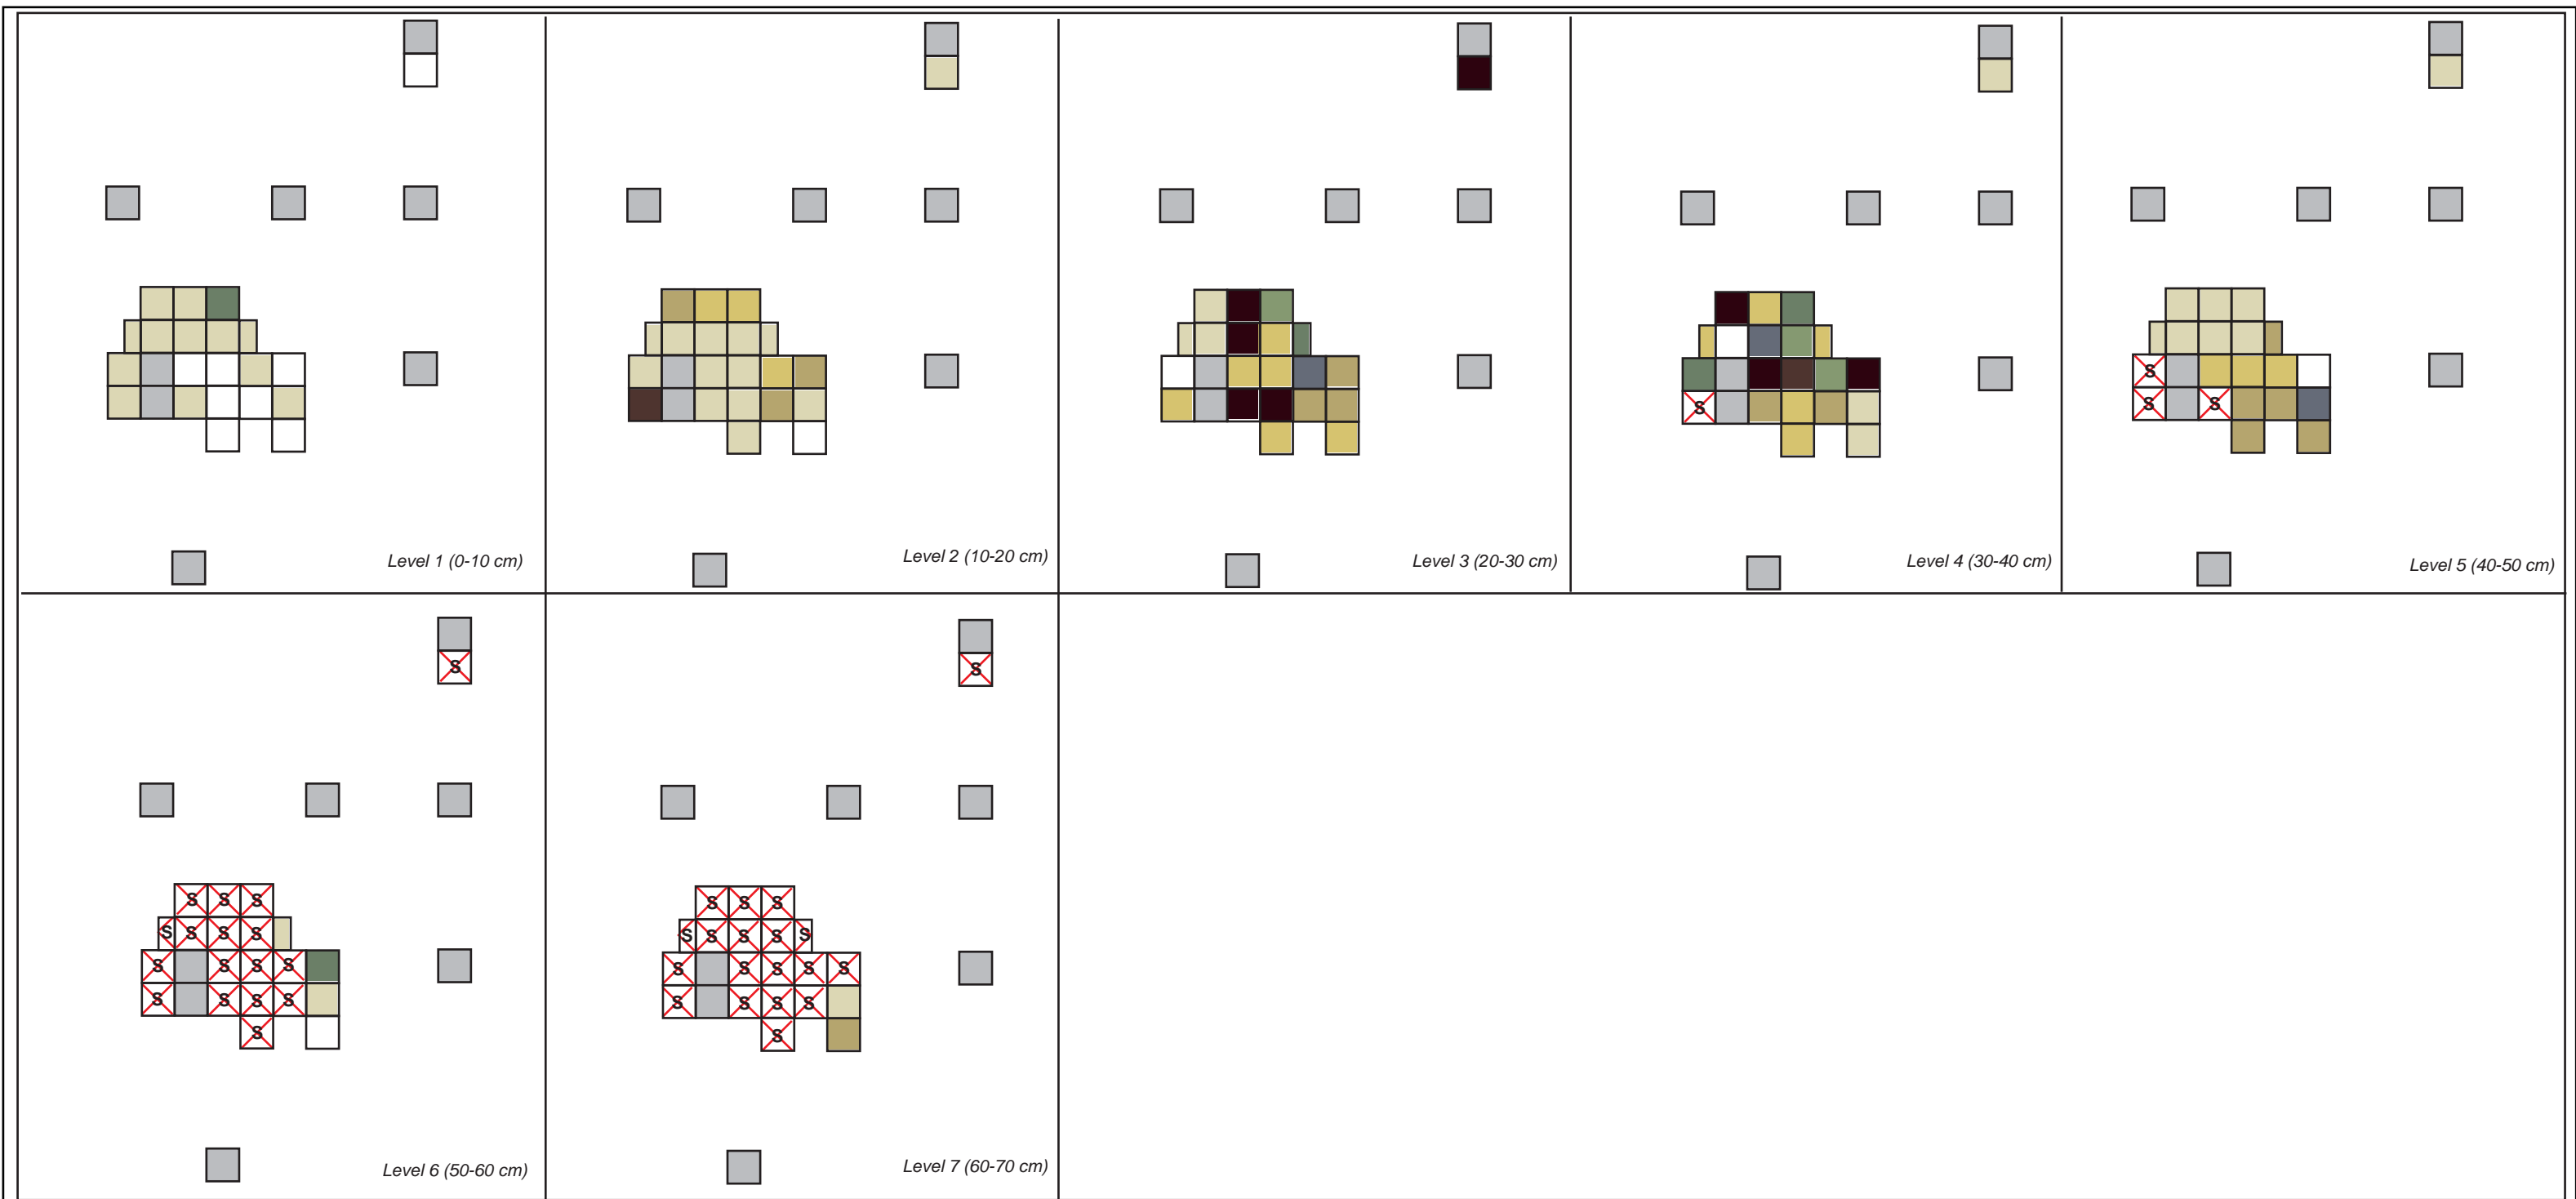 Level 1 (0-10 cm)
Level 2 (10-20 cm)
Level 3 (20-30 cm)
Level 4 (30-40 cm)
S
S
S S
Level 5 (40-50 cm)
S
S S S
S S S S
S S S S
S S S S
S
Level 6 (50-60 cm)
S
S S S
S S S S S
S S S S S
S S S S
S
Level 7 (60-70 cm)